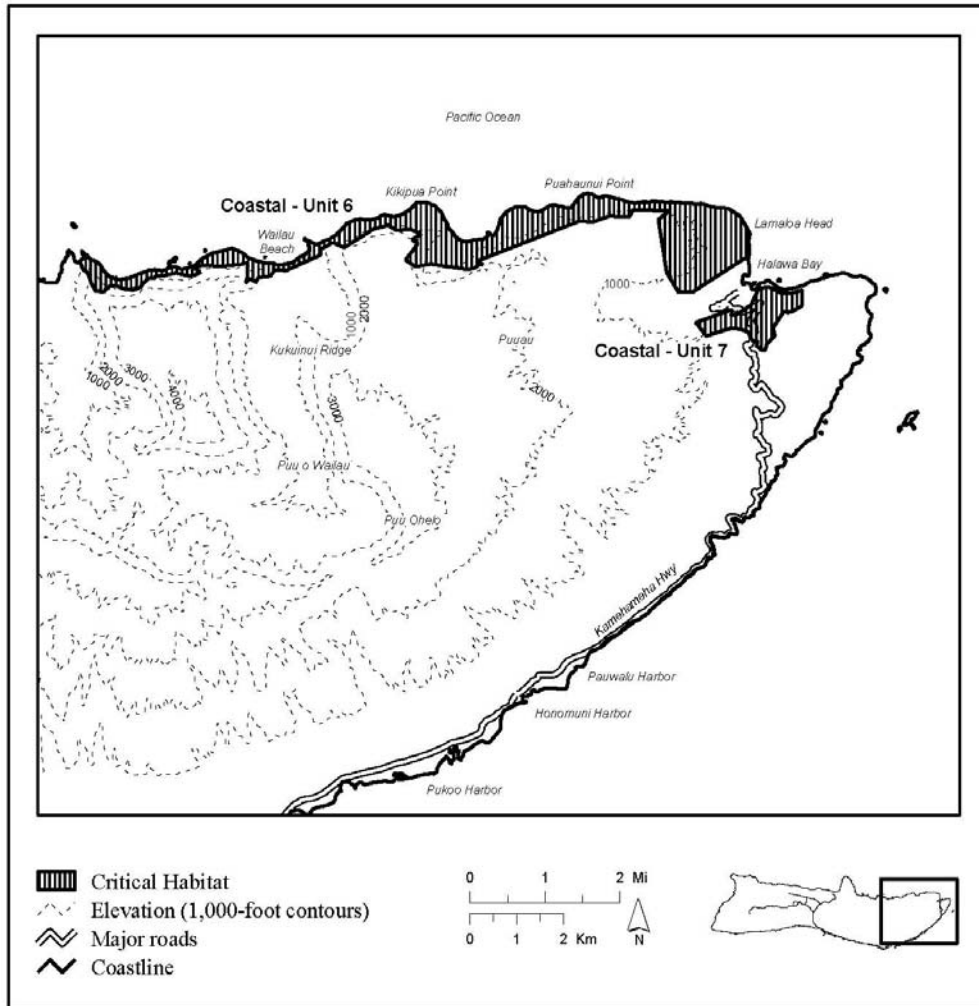 Pacific Ocean
Kikipua Point
Puahaunui Point
Coastal - Unit 6
Lamaloa Head
Wailau
Beach
Halawa Bay
1000
1000
2000
Kukuinui Ridge
Puuau
Coastal - Unit 7
2000
3000
1000
4000
2000
3000
Puu o Wailau
Puu Ohelo
Kamehameha Hwy
Pauwalu Harbor
Honomuni Harbor
Pukoo Harbor
Critical Habitat
Elevation (1,000-foot contours)
Major roads
Coastline
0 1 2 Mi
0 1 2 Km
N